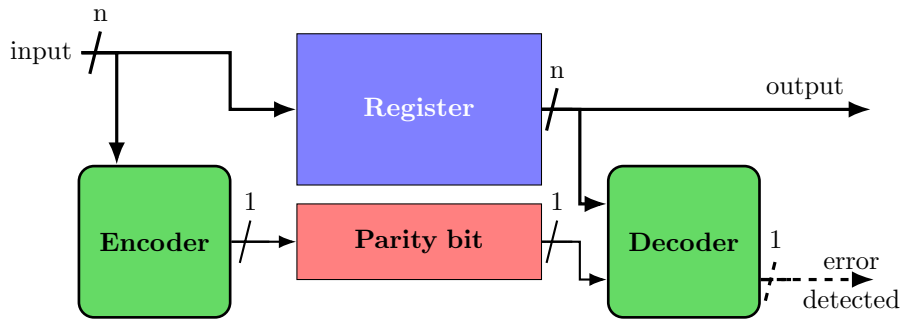 n
input
n
output
Register
1
1
Encoder
Parity bit
Decoder
1
error
detected